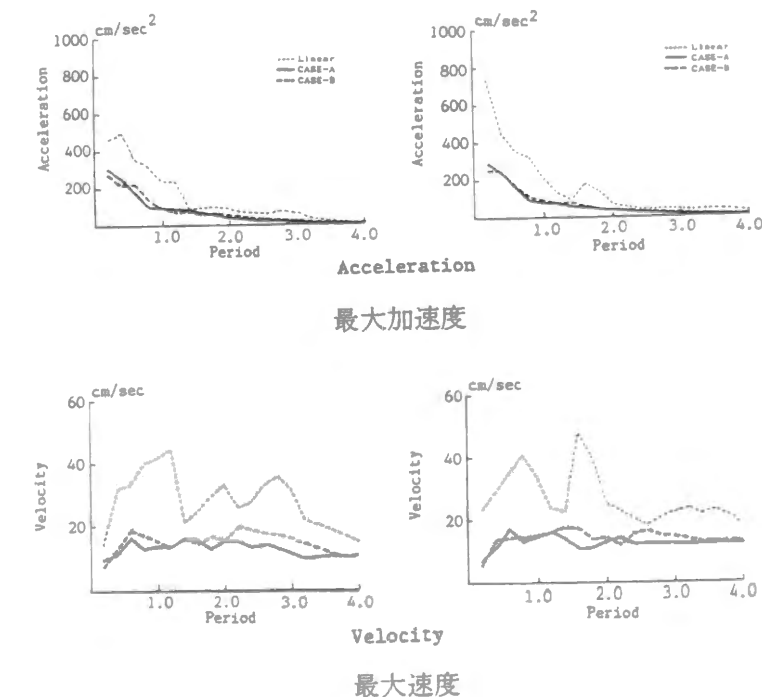 cm/sec2
1000
800
600
400
200
Acceleration
Linear
CASE-A
CASE-B
1.0 2.0 3.0 4.0
Period
cm/sec2
1000
800
600
400
200
Acceleration
Linear
CASE-A
CASE-B
1.0 2.0 3.0 4.0
Period
Acceleration
最大加速度
cm/sec
60
40
20
Velocity
1.0 2.0 3.0 4.0
Period
cm/sec
60
40
20
Velocity
1.0 2.0 3.0 4.0
Period
Velocity
最大速度